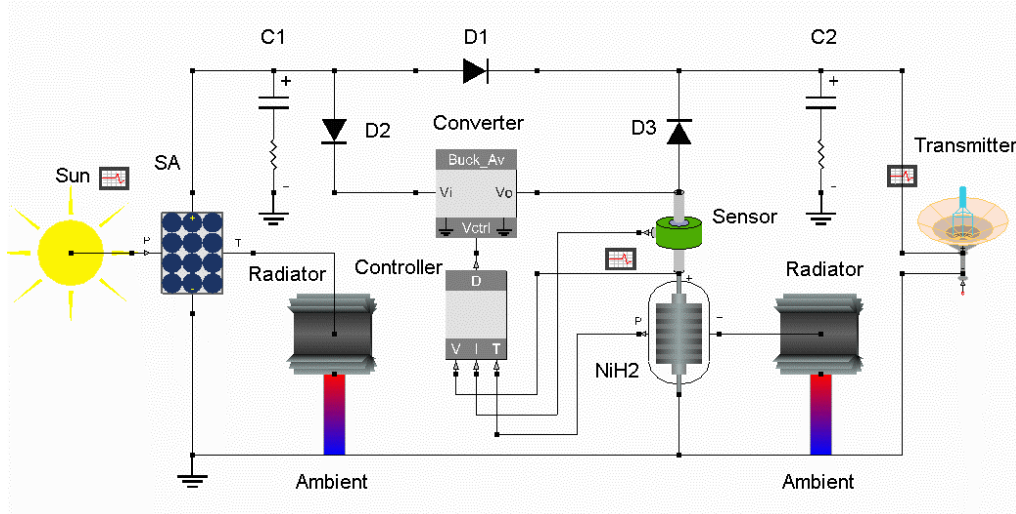 C1
D1
C2
+
+
D2
Converter
D3
Transmitter
Buck_Av
SA
Sun
Vi
Vo
-
-
Vctrl
Sensor
+
P
T
Radiator
Controller
Radiator
D
+
P
-
V I T
NiH2
Ambient
Ambient